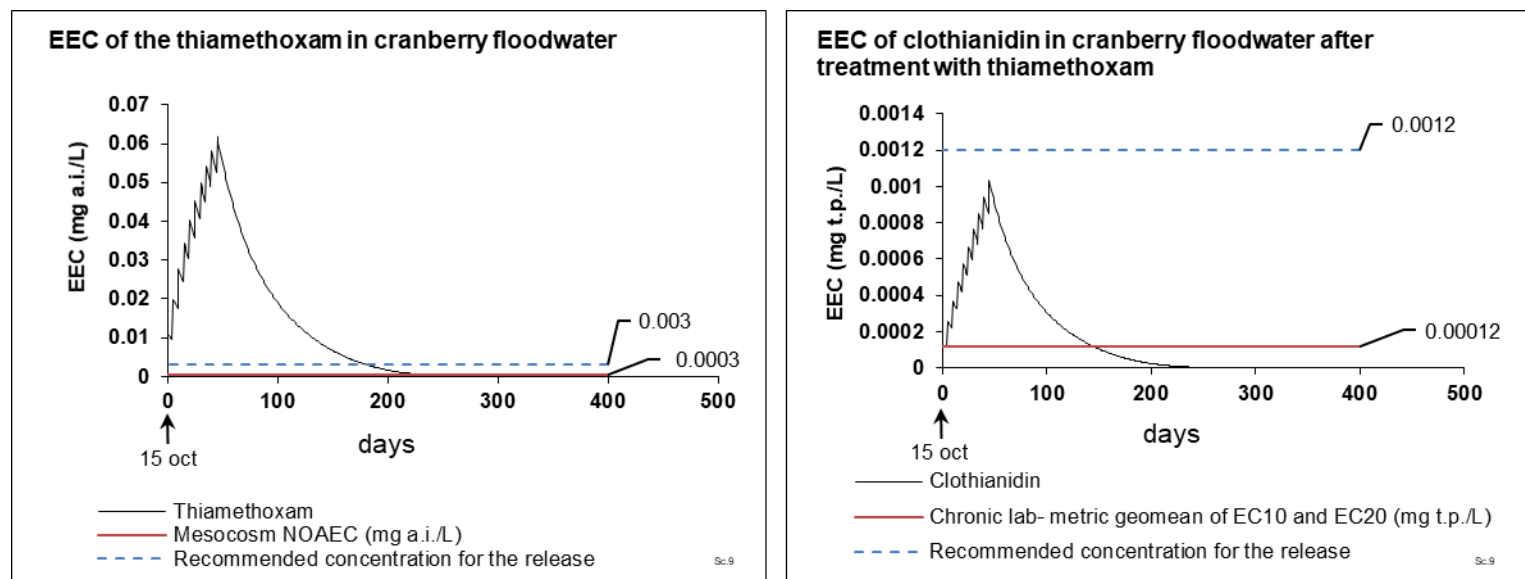 EEC of the thiamethoxam in cranberry floodwater
0.07
0.06
0.05
0.04
0.03
0.02
0.01
0
EEC (mg a.i./L)
0.003
0.0003
0 100 200 300 400 500
days
15 oct
Thiamethoxam
Mesocosm NOAEC (mg a.i./L)
Recommended concentration for the release
Sc.9
EEC of clothianidin in cranberry floodwater after
treatment with thiamethoxam
0.0014
0.0012
0.001
0.0008
0.0006
0.0004
0.0002
0
EEC (mg t.p./L)
0.0012
0.00012
0 100 200 300 400 500
days
15 oct
Clothianidin
Chronic lab- metric geomean of EC10 and EC20 (mg t.p./L)
Recommended concentration for the release
Sc.9